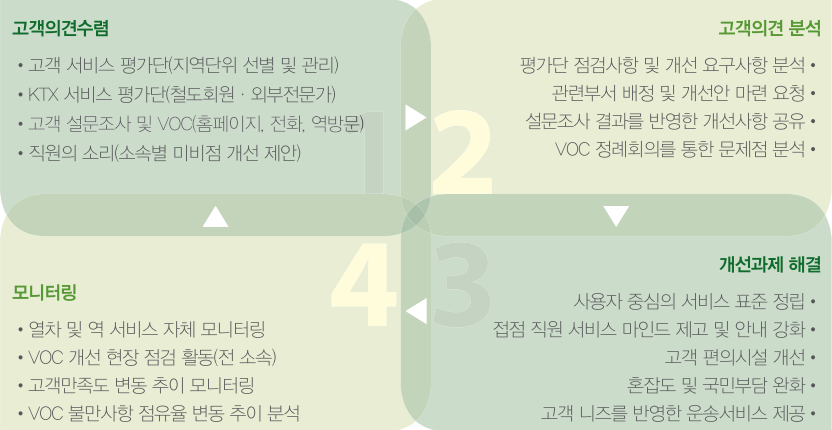 고객의견수렴
• 고객 서비스 평가단(지역단위 선별 및 관리)
• KTX 서비스 평가단(철도회원 · 외부전문가)
• 고객 설문조사 및 VOC(홈페이지, 전화, 역방문)
• 직원의 소리(소속별 미비점 개선 제안)
1
고객의견 분석
평가단 점검사항 및 개선 요구사항 분석 •
관련부서 배정 및 개선안 마련 요청 •
설문조사 결과를 반영한 개선사항 공유 •
VOC 정례회의를 통한 문제점 분석 •
2
개선과제 해결
사용자 중심의 서비스 표준 정립 •
접점 직원 서비스 마인드 제고 및 안내 강화 •
고객 편의시설 개선 •
혼잡도 및 국민부담 완화 •
고객 니즈를 반영한 운송서비스 제공 •
3
모니터링
• 열차 및 역 서비스 자체 모니터링
• VOC 개선 현장 점검 활동(전 소속)
• 고객만족도 변동 추이 모니터링
• VOC 불만사항 점유율 변동 추이 분석
4